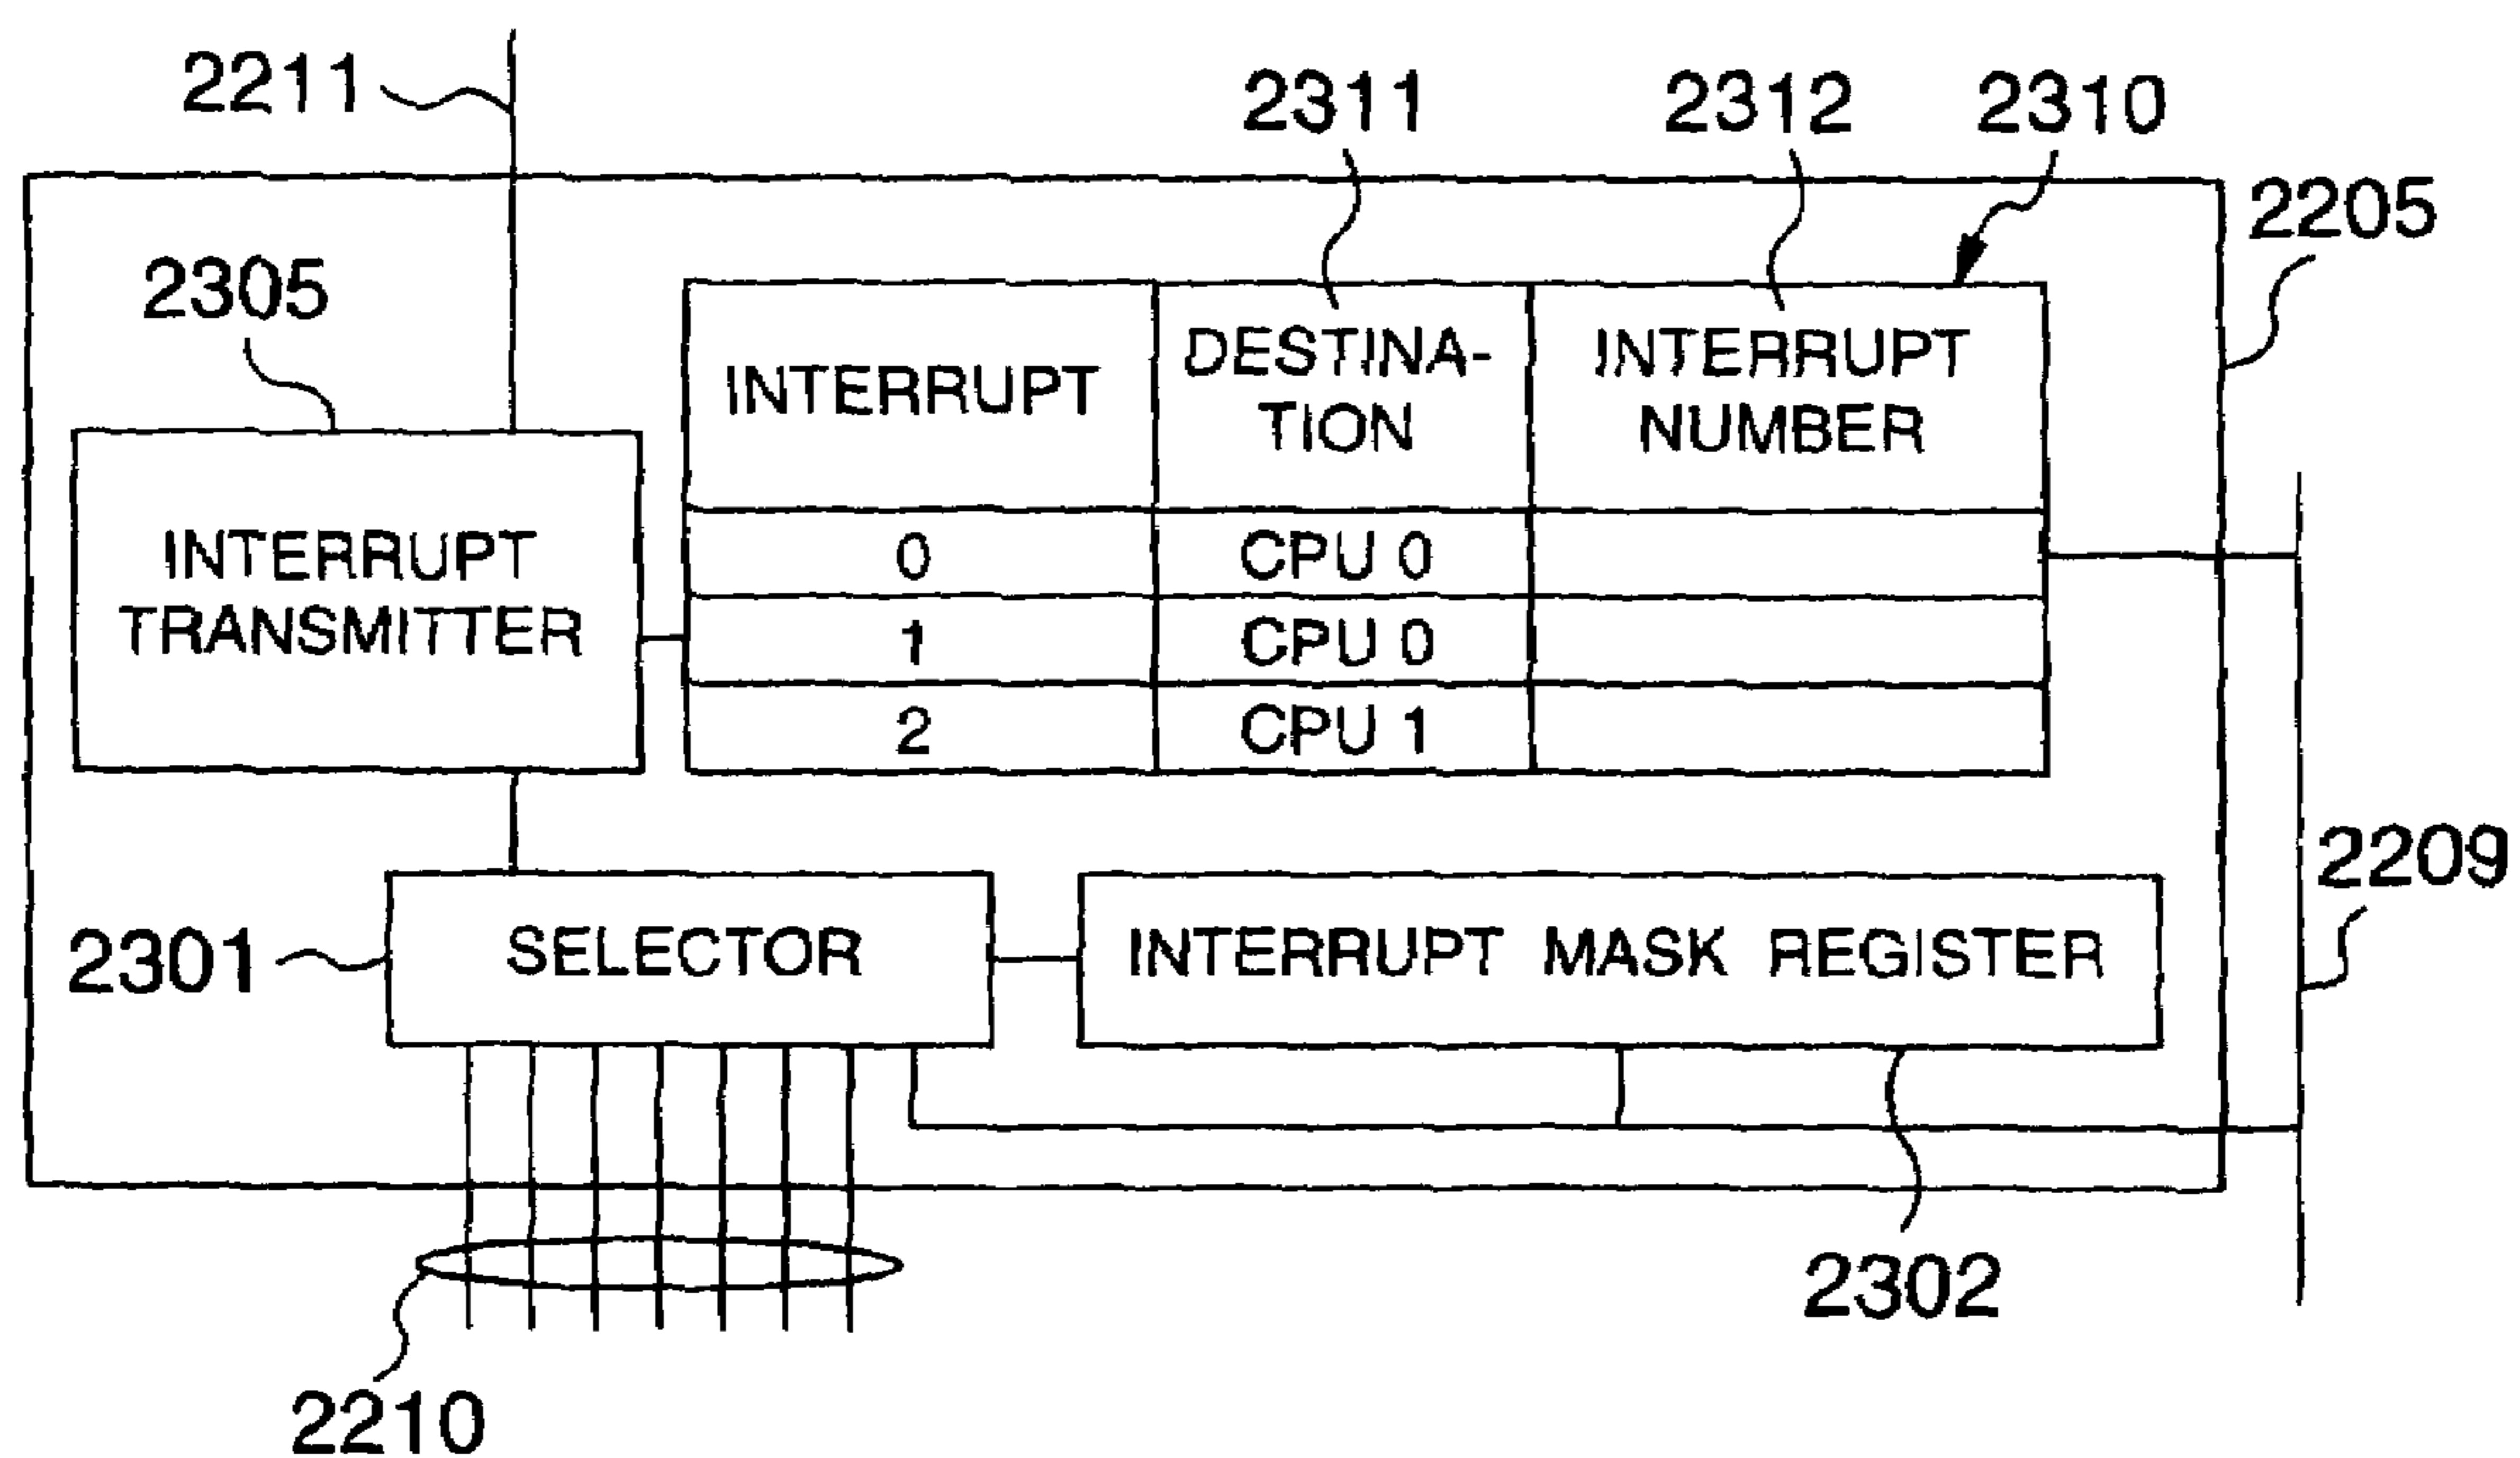 2211
2311
2312
2310
2205
2305
INTERRUPT
DESTINA-
TION
INTERRUPT
NUMBER
INTERRUPT
TRANSMITTER
0
CPU 0
1
CPU 0
2
CPU 1
2209
2301
SELECTOR
INTERRUPT MASK REGISTER
2302
2210